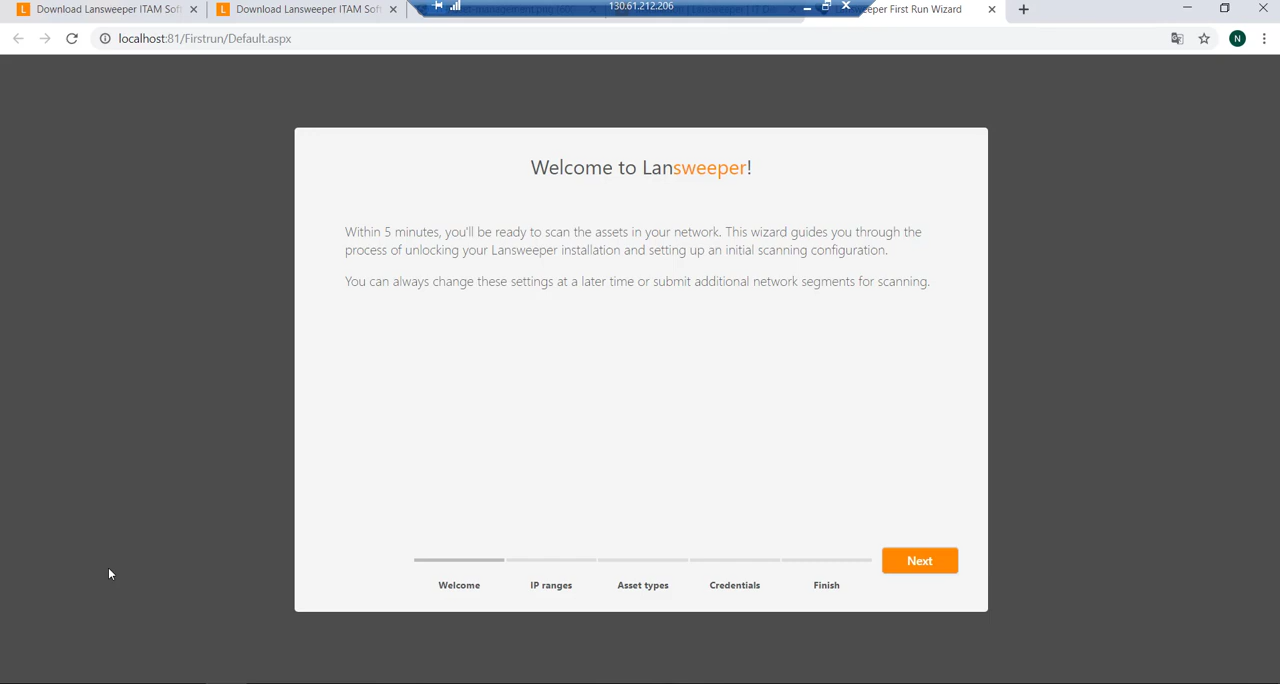 Download Lansweeper ITAM Soft
Download Lansweeper ITAM Soft
130.61.212.206
eeper First Run Wizard
localhost:81/Firstrun/Default.aspx
N
Welcome to Lansweeper!
Within 5 minutes, you'll be ready to scan the assets in your network. This wizard guides you through the
process of unlocking your Lansweeper installation and setting up an initial scanning configuration.
You can always change these settings at a later time or submit additional network segments for scanning.
Next
Welcome
IP ranges
Asset types
Credentials
Finish